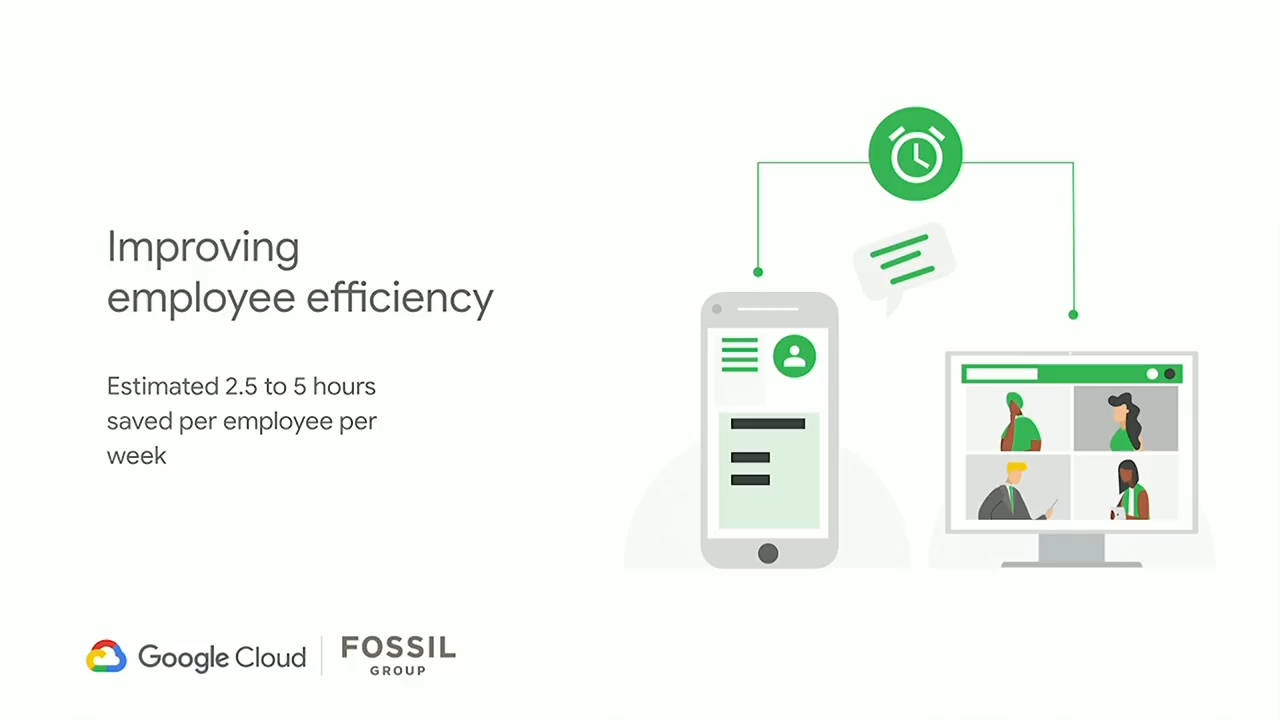 Improving
employee efficiency
Estimated 2.5 to 5 hours
saved per employee per
week
Google Cloud
FOSSIL
GROUP